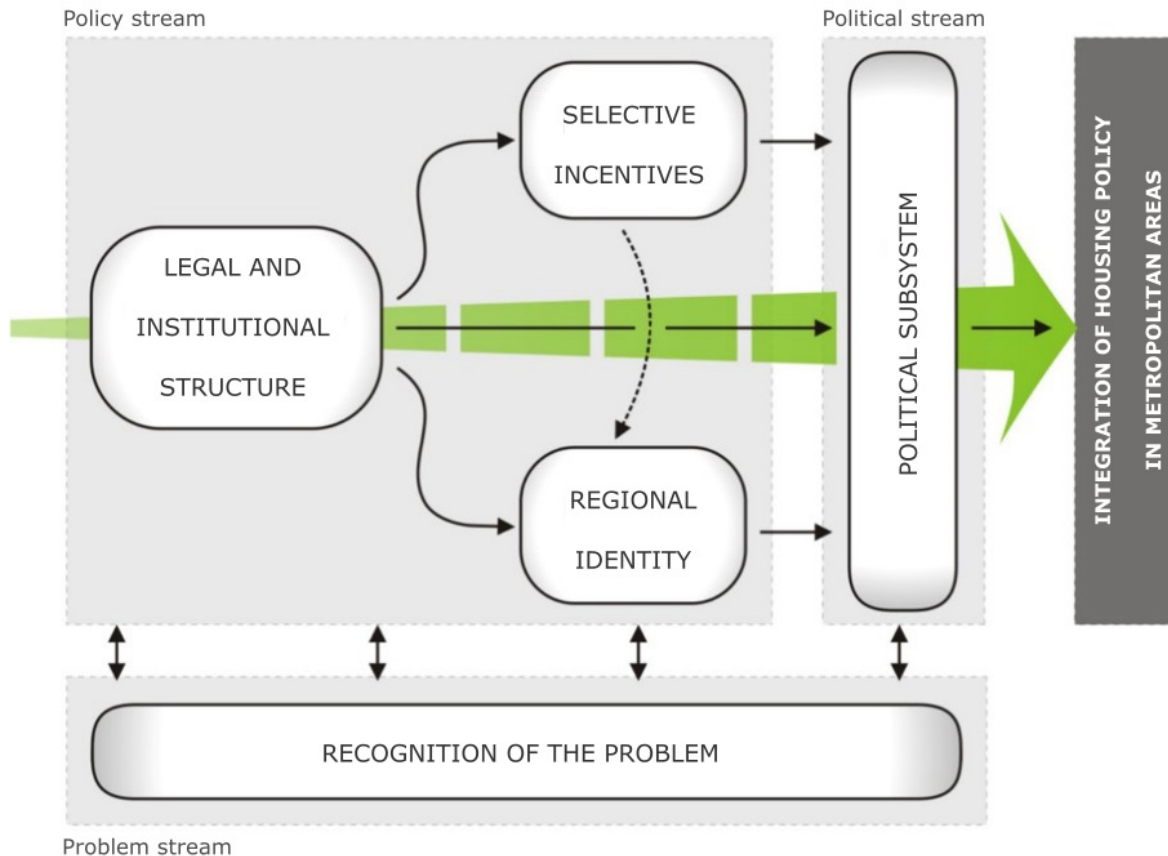 Policy stream
Political stream
SELECTIVE
INCENTIVES
LEGAL AND
INSTITUTIONAL
STRUCTURE
REGIONAL
IDENTITY
POLITICAL SUBSYSTEM
INTEGRATION OF HOUSING POLICY
IN METROPOLITAN AREAS
RECOGNITION OF THE PROBLEM
Problem stream